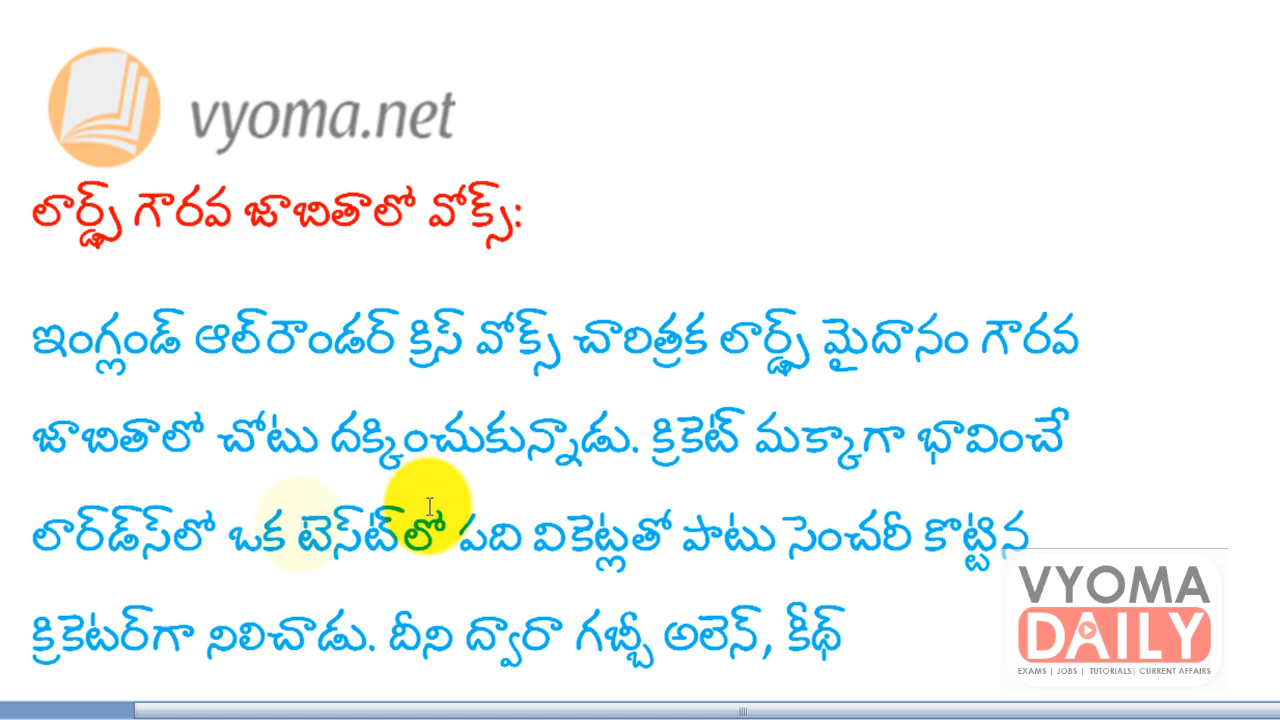 vyoma.net
లార్డ్స్ గౌరవ జాబితాలో వోక్స్:
ఇంగ్లండ్ ఆల్‌రౌండర్ క్రిస్ వోక్స్ చారిత్రక లార్డ్స్ మైదానం గౌరవ
జాబితాలో చోటు దక్కించుకున్నాడు. క్రికెట్ మక్కాగా భావించే
లార్‌డ్‌స్‌లో ఒక టెస్‌ట్‌లో పది వికెట్లతో పాటు సెంచరీ కొట్టిన
క్రికెటర్‌గా నిలిచాడు. దీని ద్వారా గబ్బీ అలెన్, కీథ్
VYOMA
DAILY
EXAMS | JOBS | TUTORIALS | CURRENT AFFAIRS